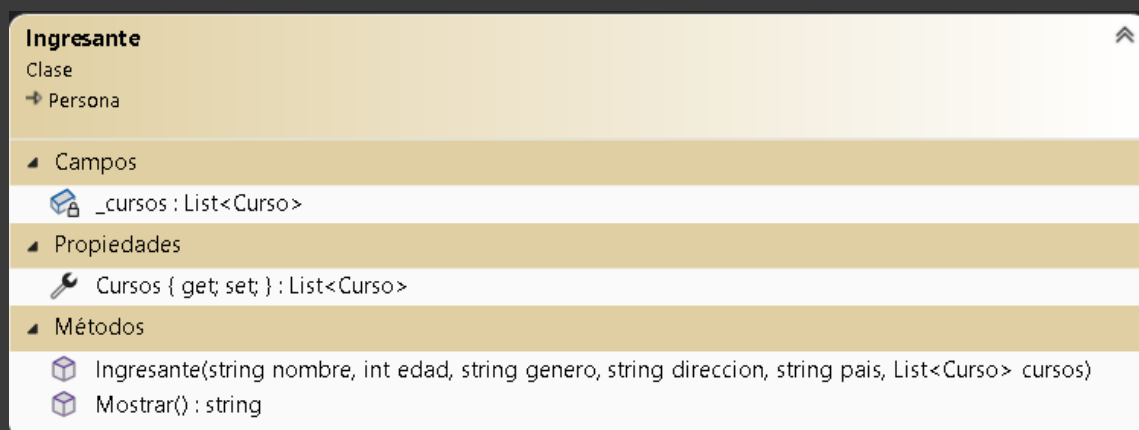 Ingresante
Clase
Persona
Campos
_cursos : List<Curso>
Propiedades
Cursos { get; set; } : List<Curso>
Métodos
Ingresante(string nombre, int edad, string genero, string direccion, string pais, List<Curso> cursos)
Mostrar() : string